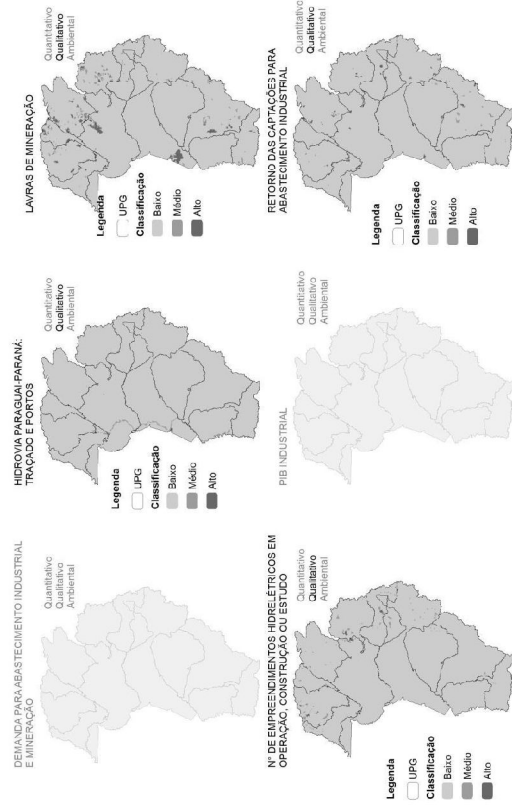 DEMANDA PARA ABASTECIMENTO INDUSTRIAL
E MINERAÇÃO
Quantitativo
Qualitativo
Ambiental
HIDROVIA PARAGUAI-PARANÁ:
TRAÇADO E PORTOS
Quantitativo
Qualitativo
Ambiental
Legenda
UPG
Classificação
Baixo
Médio
Alto
LAVRAS DE MINERAÇÃO
Quantitativo
Qualitativo
Ambiental
Legenda
UPG
Classificação
Baixo
Médio
Alto
Nº DE EMPREENDIMENTOS HIDRELÉTRICOS EM
OPERAÇÃO, CONSTRUÇÃO OU ESTUDO
Quantitativo
Qualitativo
Ambiental
Legenda
UPG
Classificação
Baixo
Médio
Alto
PIB INDUSTRIAL
Quantitativo
Qualitativo
Ambiental
RETORNO DAS CAPTAÇÕES PARA
ABASTECIMENTO INDUSTRIAL
Quantitativo
Qualitativo
Ambiental
Legenda
UPG
Classificação
Baixo
Médio
Alto